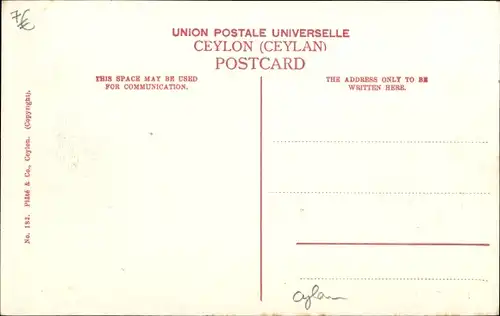 7€
UNION POSTALE UNIVERSELLE
CEYLON (CEYLAN)
POSTCARD
THIS SPACE MAY BE USED
FOR COMMUNICATION.
THE ADDRESS ONLY TO BE
WRITTEN HERE.
No. 182. Plâté & Co., Ceylon. (Copyright).
Ceylan